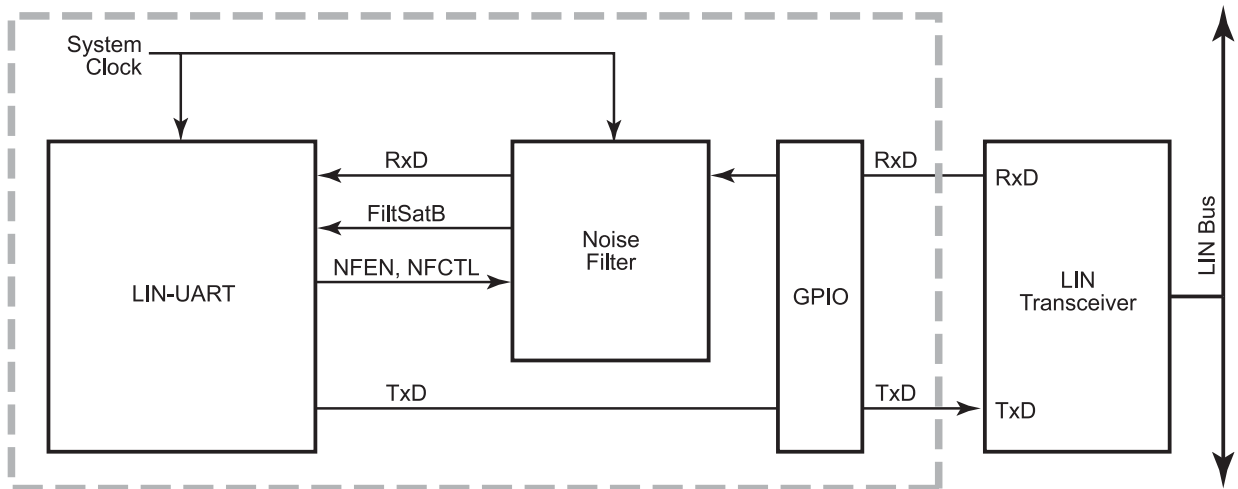 System
Clock
RxD
RxD
RxD
FiltSatB
Noise
Filter
NFEN, NFCTL
LIN-UART
GPIO
LIN
Transceiver
LIN Bus
TxD
TxD
TxD